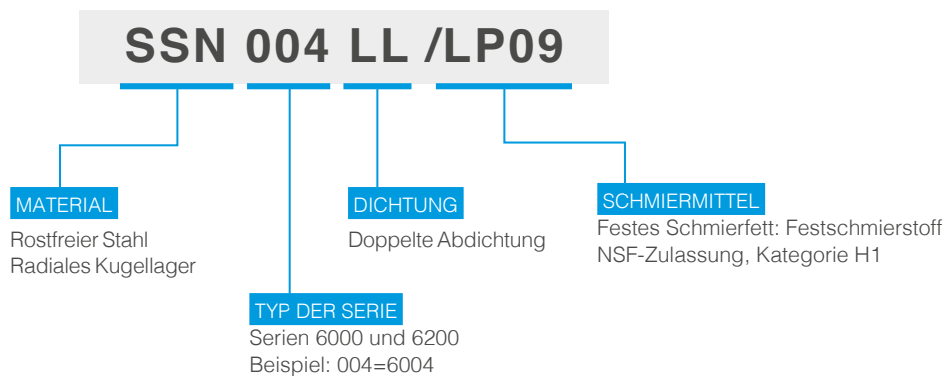 SSN 004 LL /LP09
MATERIAL
Rostfreier Stahl
Radiales Kugellager
TYP DER SERIE
Serien 6000 und 6200
Beispiel: 004=6004
DICHTUNG
Doppelte Abdichtung
SCHMIERMITTEL
Festes Schmierfett: Festschmierstoff
NSF-Zulassung, Kategorie H1